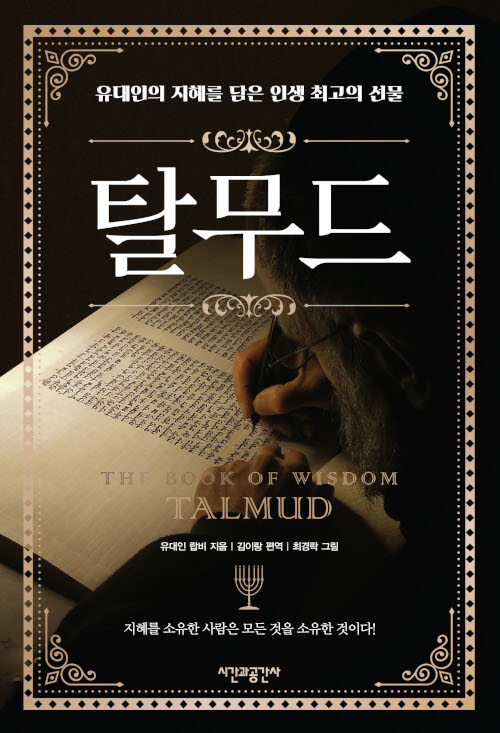 유대인의 지혜를 담은 인생 최고의 선물
탈무드
THE BOOK OF WISDOM
TALMUD
유대인 랍비 지음 | 김이랑 편역 | 최경락 그림
지혜를 소유한 사람은 모든 것을 소유한 것이다!
시간과공간사